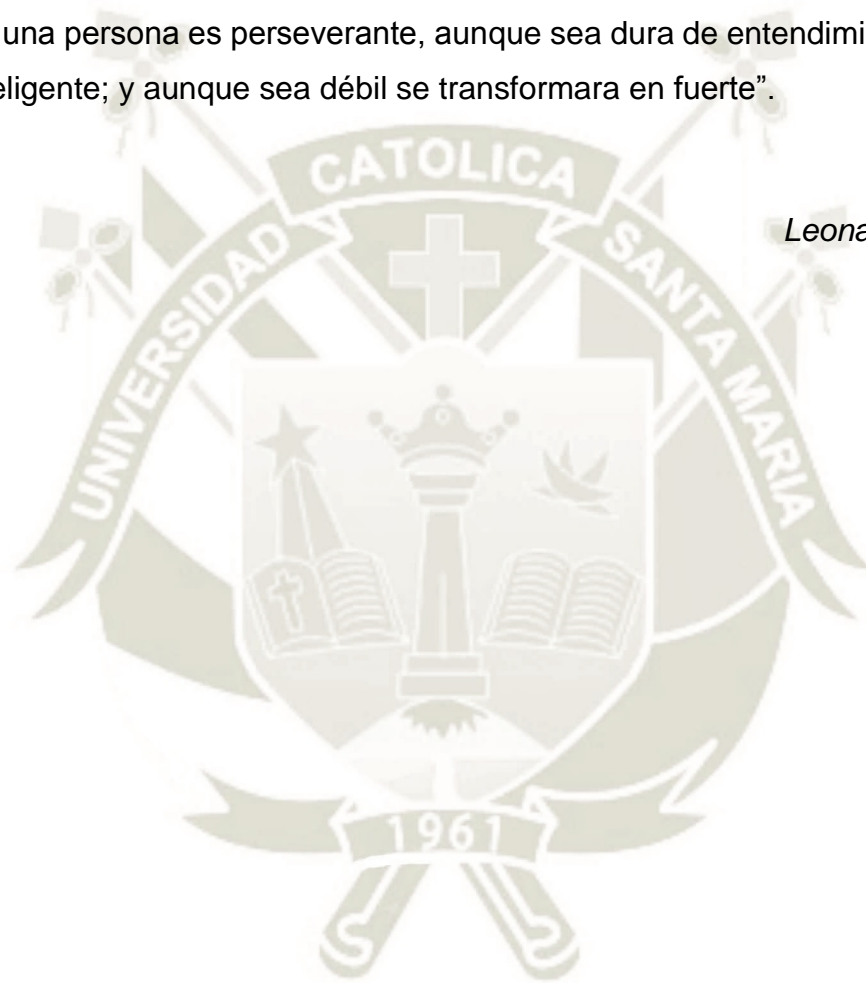 una persona es perseverante, aunque sea dura de entendimi
eligente; y aunque sea débil se transformara en fuerte”.
CATOLICA
Leona
UNIVERSIDAD
SANTA MARIA
1961